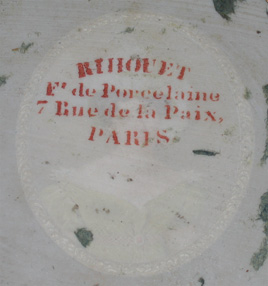 RIHOUET
Ft de Porcelaine
7 Rue de la Paix,
PARIS